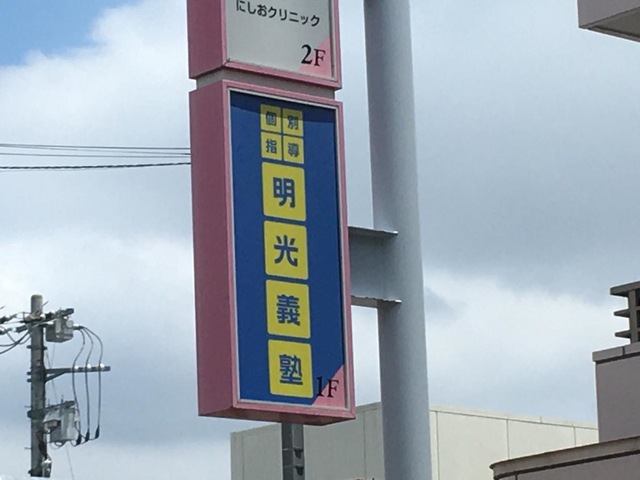 にしおクリニック
2F
個別
指導
明
光
義
塾
1F